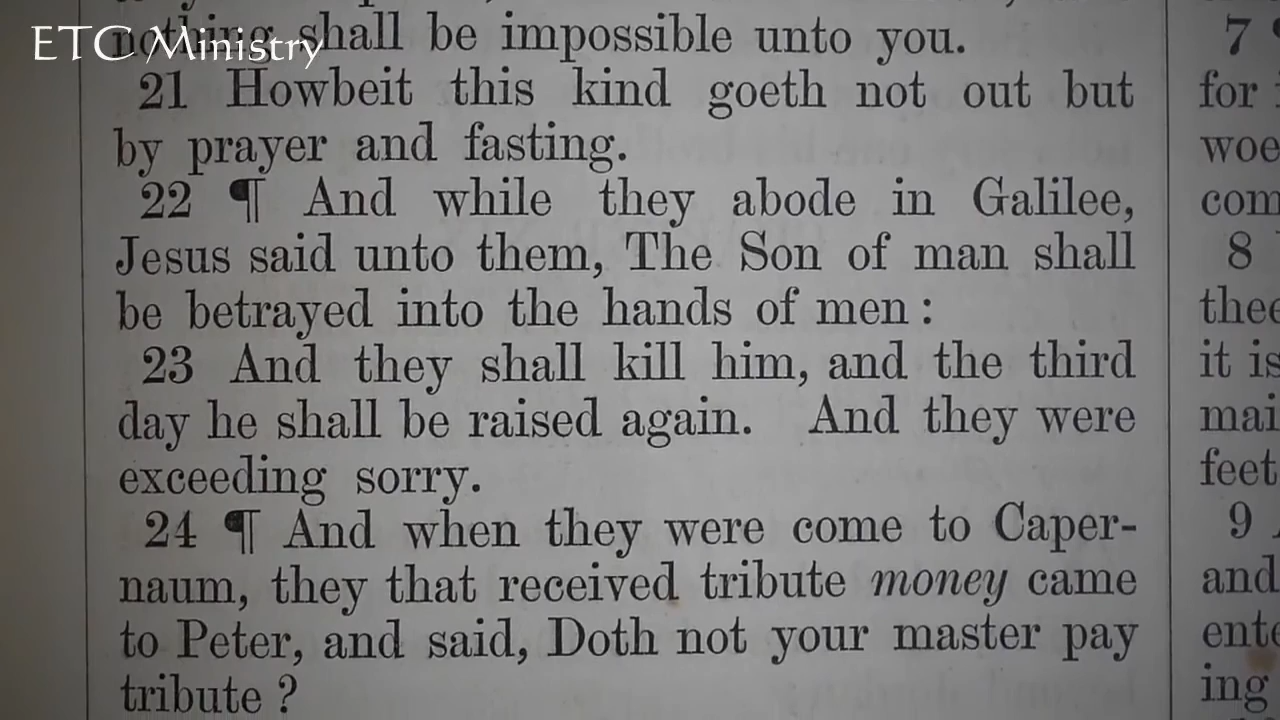 ETC Ministry
nothing shall be impossible unto you.
21 Howbeit this kind goeth not out but
by prayer and fasting.
22 ¶ And while they abode in Galilee,
Jesus said unto them, The Son of man shall
be betrayed into the hands of men :
23 And they shall kill him, and the third
day he shall be raised again. And they were
exceeding sorry.
24 ¶ And when they were come to Caper-
naum, they that received tribute money came
to Peter, and said, Doth not your master pay
tribute ?
7
for
woe
com
8
thee
it is
mai
feet
9
and
ente
ing